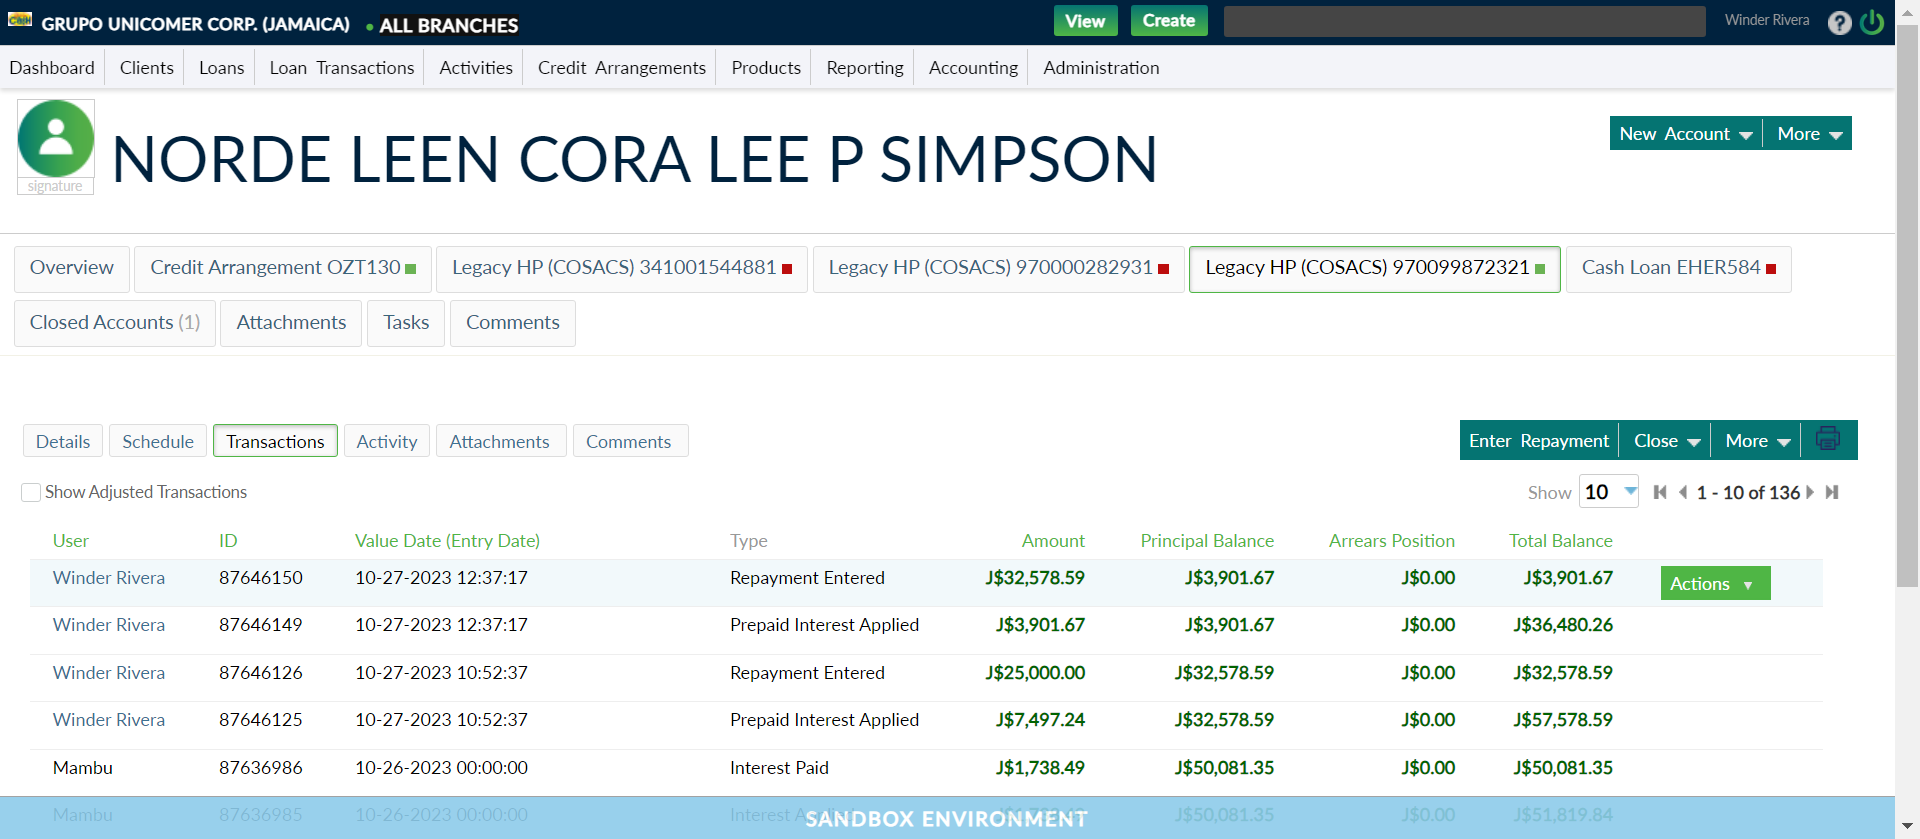 GRUPO UNICOMER CORP. (JAMAICA) • ALL BRANCHES View Create Winder Rivera ?
Dashboard Clients Loans Loan Transactions Activities Credit Arrangements Products Reporting Accounting Administration
signature
NORDE LEEN CORA LEE P SIMPSON
New Account More
Overview Credit Arrangement OZT130 Legacy HP (COSACS) 341001544881 Legacy HP (COSACS) 970000282931 Legacy HP (COSACS) 970099872321 Cash Loan EHER584
Closed Accounts (1) Attachments Tasks Comments
Details Schedule Transactions Activity Attachments Comments Enter Repayment Close More
Show Adjusted Transactions Show 10 1 - 10 of 136
User ID Value Date (Entry Date) Type Amount Principal Balance Arrears Position Total Balance
Winder Rivera 87646150 10-27-2023 12:37:17 Repayment Entered J$32,578.59 J$3,901.67 J$0.00 J$3,901.67 Actions
Winder Rivera 87646149 10-27-2023 12:37:17 Prepaid Interest Applied J$3,901.67 J$3,901.67 J$0.00 J$36,480.26
Winder Rivera 87646126 10-27-2023 10:52:37 Repayment Entered J$25,000.00 J$32,578.59 J$0.00 J$32,578.59
Winder Rivera 87646125 10-27-2023 10:52:37 Prepaid Interest Applied J$7,497.24 J$32,578.59 J$0.00 J$57,578.59
Mambu 87636986 10-26-2023 00:00:00 Interest Paid J$1,738.49 J$50,081.35 J$0.00 J$50,081.35
Mambu 87636985 10-26-2023 00:00:00 Interest J$50,081.35 J$0.00 J$51,819.84
SANDBOX ENVIRONMENT